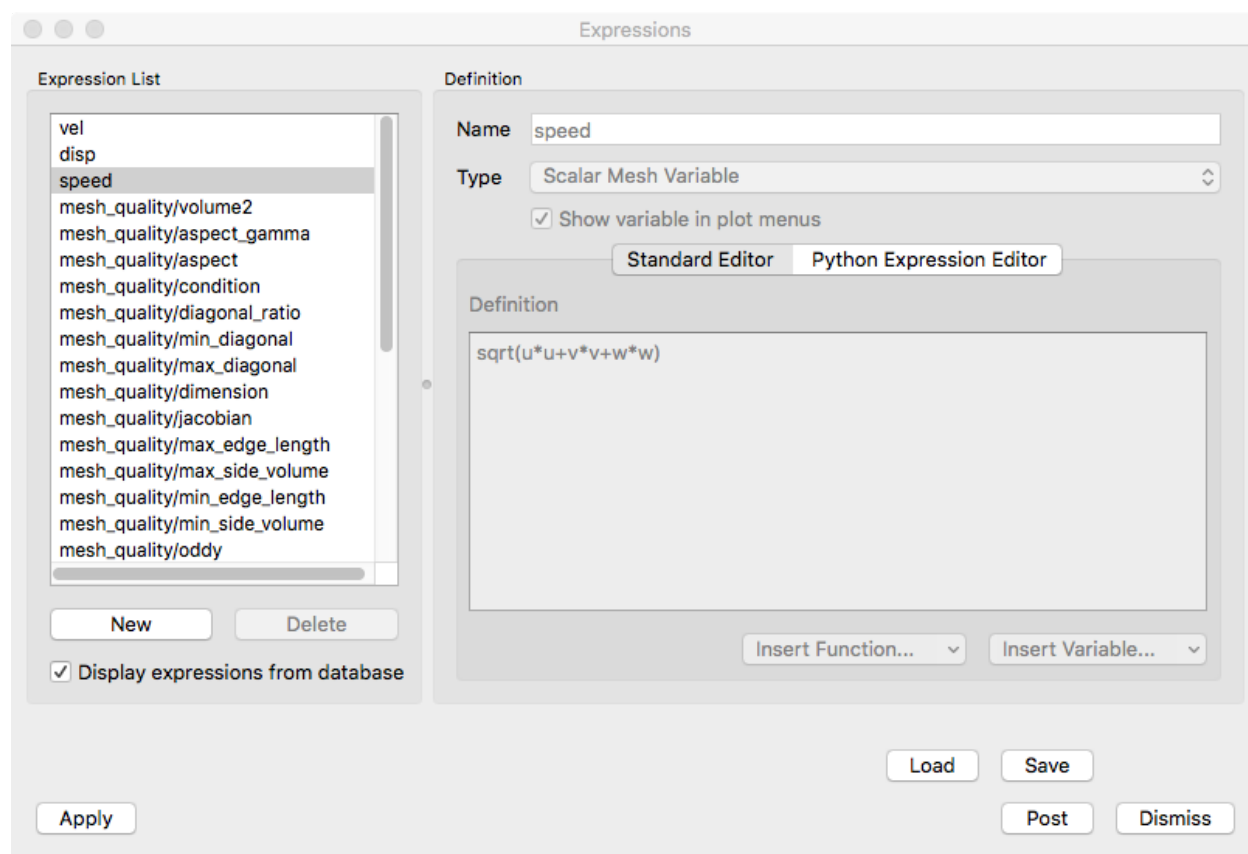 Expressions
Expression List
vel
disp
speed
mesh_quality/volume2
mesh_quality/aspect_gamma
mesh_quality/aspect
mesh_quality/condition
mesh_quality/diagonal_ratio
mesh_quality/min_diagonal
mesh_quality/max_diagonal
mesh_quality/dimension
mesh_quality/jacobian
mesh_quality/max_edge_length
mesh_quality/max_side_volume
mesh_quality/min_edge_length
mesh_quality/min_side_volume
mesh_quality/oddy
New Delete
Display expressions from database
Definition
Name speed
Type Scalar Mesh Variable
Show variable in plot menus
Standard Editor Python Expression Editor
Definition
sqrt(u*u+v*v+w*w)
Insert Function... Insert Variable...
Load Save
Apply Post Dismiss